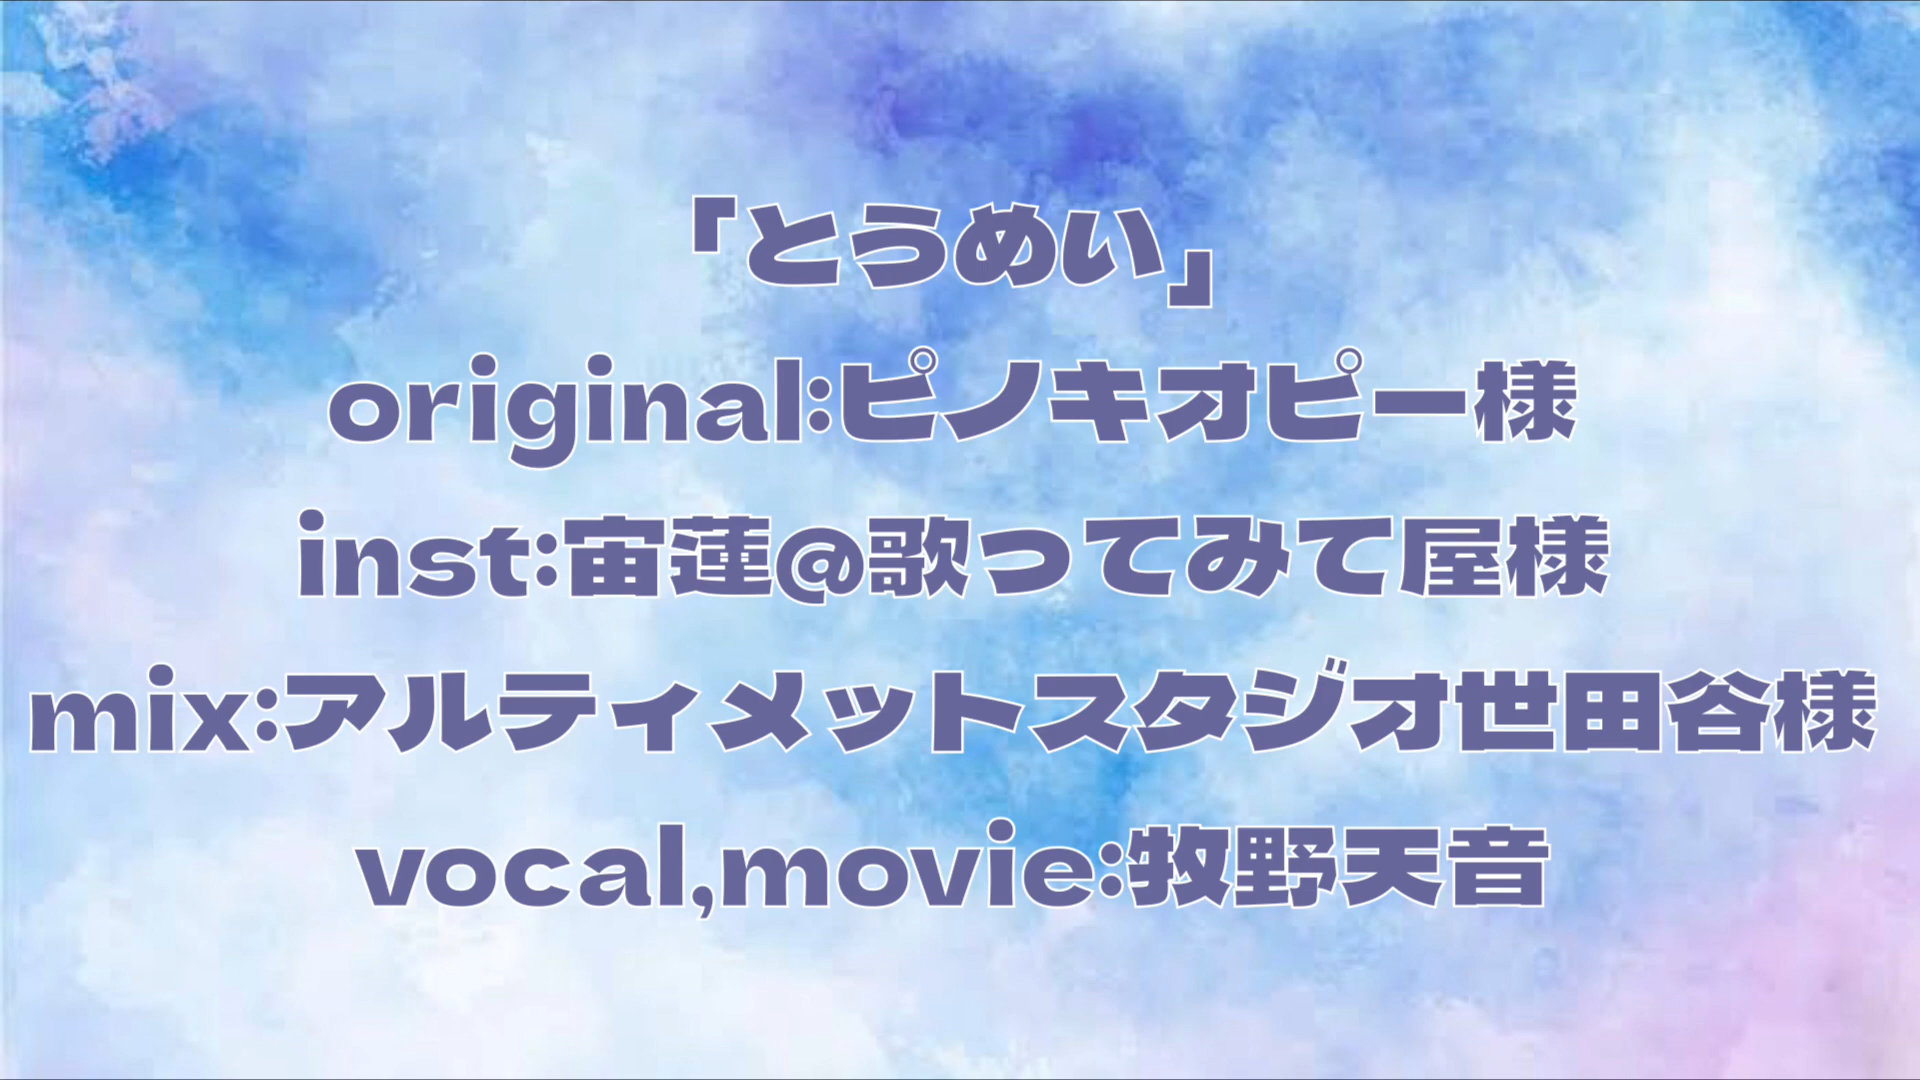 「とうめい」
original:ピノキオピー様
inst:宙蓮@歌ってみて屋様
mix:アルティメットスタジオ世田谷様
vocal,movie:牧野天音